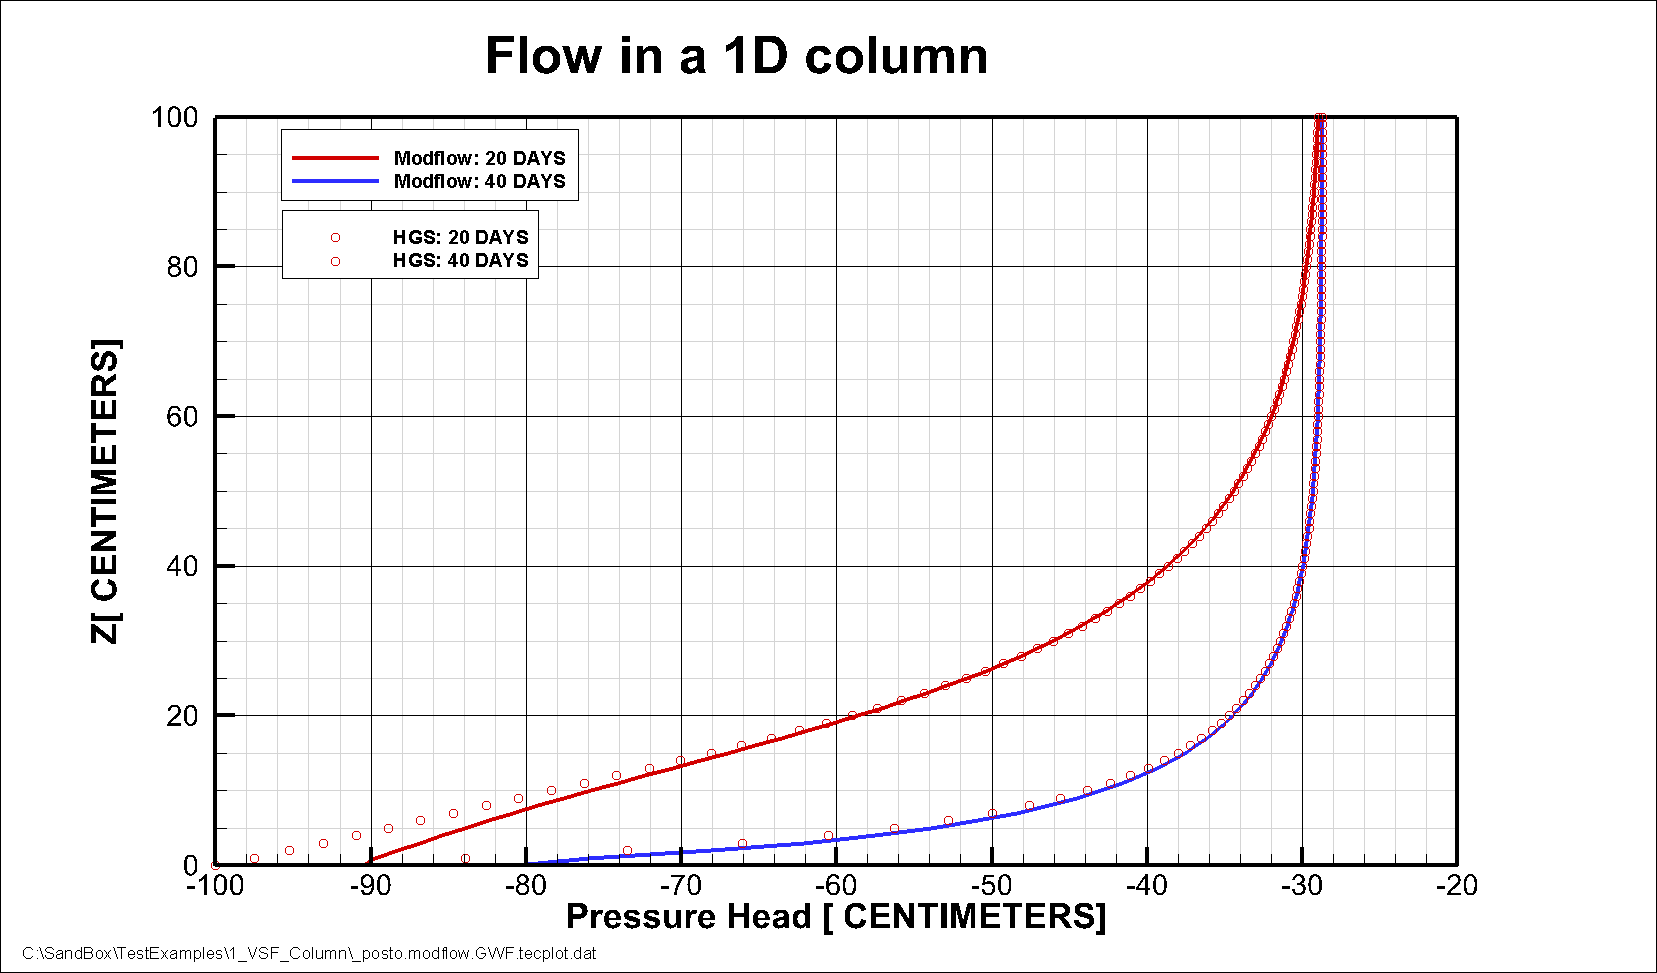 Flow in a 1D column
100
80
60
40
20
0
Z[ CENTIMETERS]
Modflow: 20 DAYS
Modflow: 40 DAYS
HGS: 20 DAYS
HGS: 40 DAYS
-100 -90 -80 -70 -60 -50 -40 -30 -20
Pressure Head [ CENTIMETERS]
C:\SandBox\TestExamples\1_VSF_Column\_posto.modflow.GWF.tecplot.dat